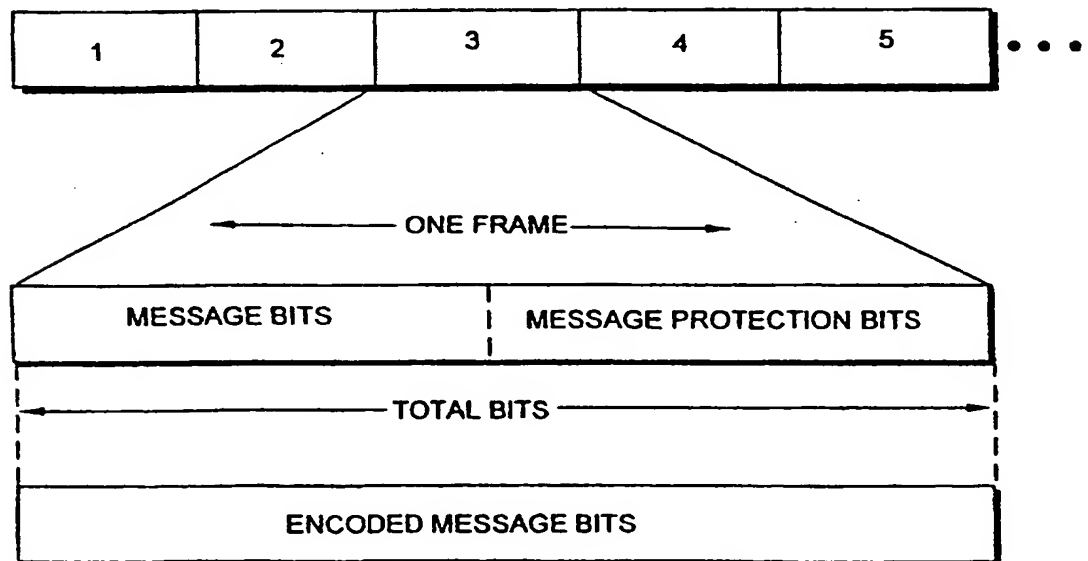 1 2 3 4 5 • • •
ONE FRAME
MESSAGE BITS MESSAGE PROTECTION BITS
TOTAL BITS
ENCODED MESSAGE BITS